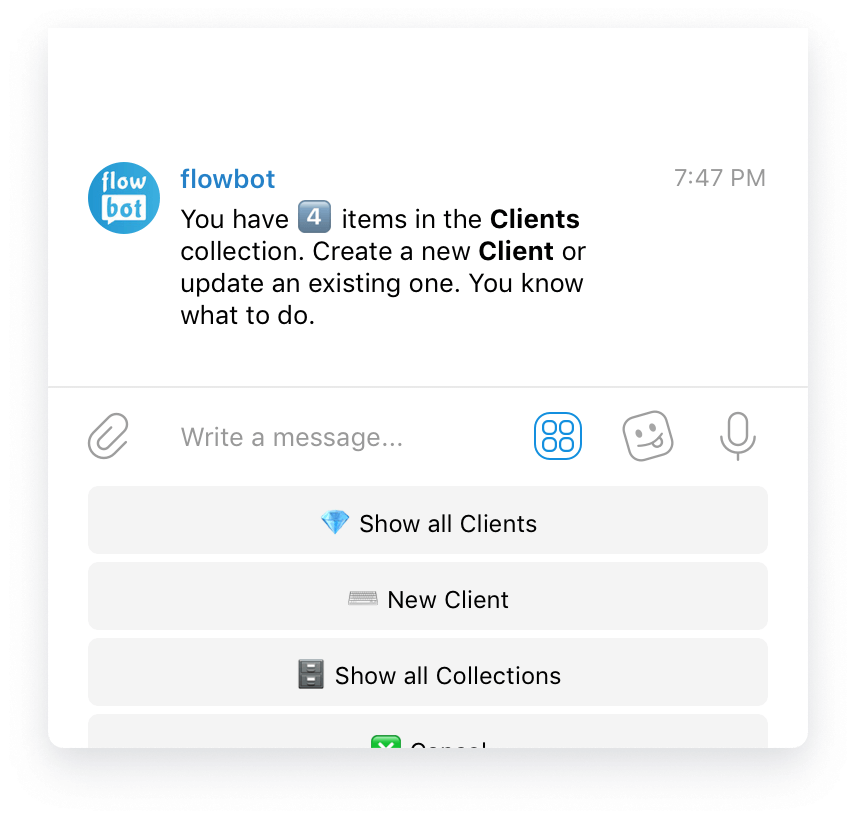 flow
bot
flowbot
7:47 PM
You have 4 items in the Clients
collection. Create a new Client or
update an existing one. You know
what to do.
Write a message...
Show all Clients
New Client
Show all Collections
Cancel